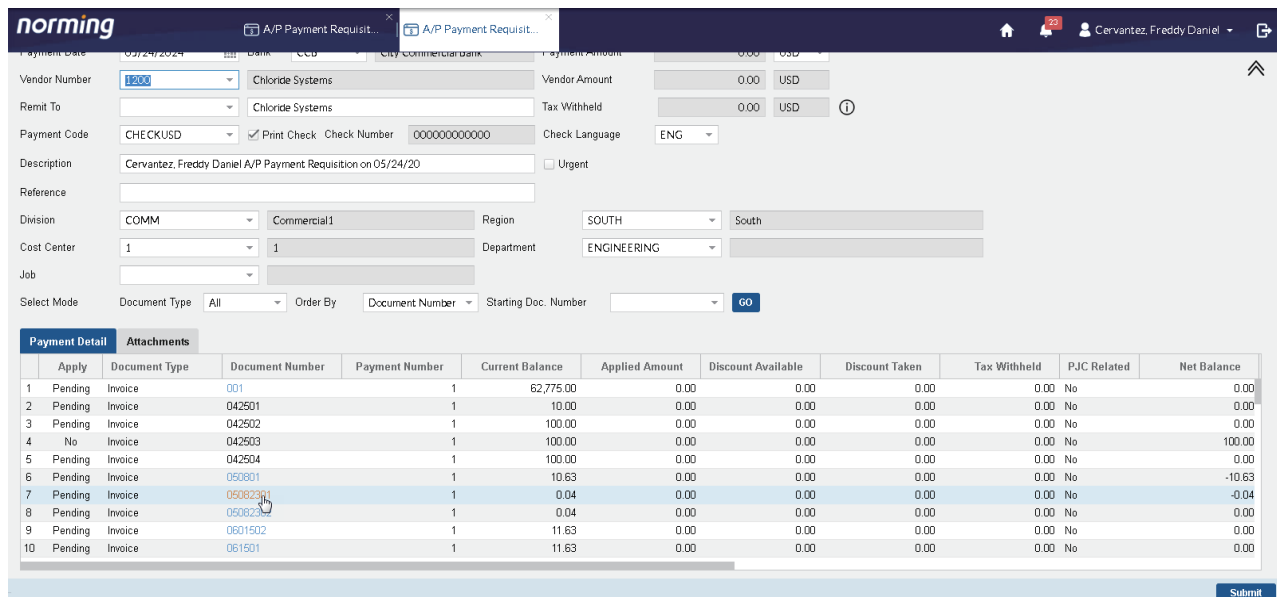 norming A/P Payment Requisit... × A/P Payment Requisit... × 23 Cervantez, Freddy Daniel
Payment Date 05/24/2024 Bank CCB City Commercial Bank Payment Amount 0.00 USD
Vendor Number 1200 Chloride Systems Vendor Amount 0.00 USD
Remit To Chloride Systems Tax Withheld 0.00 USD
Payment Code CHECKUSD Print Check Check Number 000000000000 Check Language ENG
Description Cervantez, Freddy Daniel A/P Payment Requisition on 05/24/20 Urgent
Reference
Division COMM Commercial1 Region SOUTH South
Cost Center 1 1 Department ENGINEERING
Job
Select Mode Document Type All Order By Document Number Starting Doc. Number GO
Payment Detail Attachments
Apply Document Type Document Number Payment Number Current Balance Applied Amount Discount Available Discount Taken Tax Withheld PJC Related Net Balance
1 Pending Invoice 001 1 62,775.00 0.00 0.00 0.00 0.00 No 0.00
2 Pending Invoice 042501 1 10.00 0.00 0.00 0.00 0.00 No 0.00
3 Pending Invoice 042502 1 100.00 0.00 0.00 0.00 0.00 No 0.00
4 No Invoice 042503 1 100.00 0.00 0.00 0.00 0.00 No 100.00
5 Pending Invoice 042504 1 100.00 0.00 0.00 0.00 0.00 No 0.00
6 Pending Invoice 050801 1 10.63 0.00 0.00 0.00 0.00 No -10.63
7 Pending Invoice 05082301 1 0.04 0.00 0.00 0.00 0.00 No -0.04
8 Pending Invoice 05082302 1 0.04 0.00 0.00 0.00 0.00 No 0.00
9 Pending Invoice 0601502 1 11.63 0.00 0.00 0.00 0.00 No 0.00
10 Pending Invoice 061501 1 11.63 0.00 0.00 0.00 0.00 No 0.00
Submit